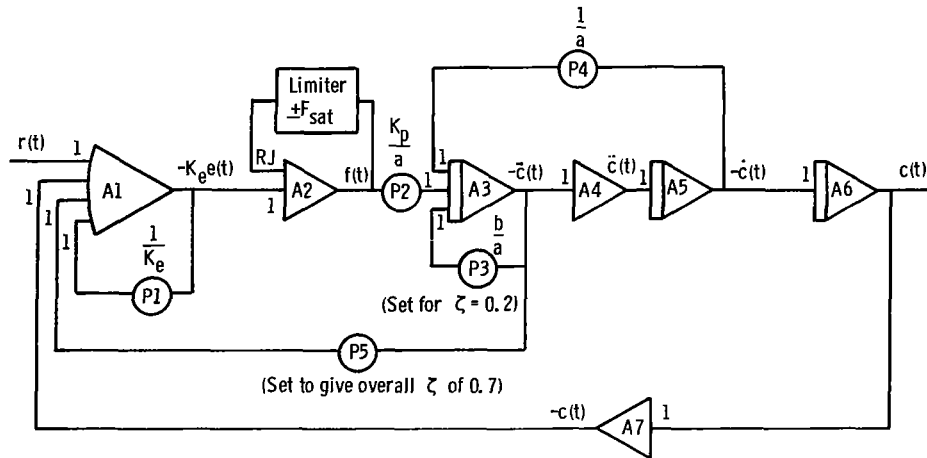 1
a
P4
Limiter
±F_sat
K_p
a
r(t)
1
-K_e e(t)
RJ
1
-c̈(t)
c̈(t)
-ċ(t)
c(t)
A1
A2
f(t)
P2
1
A3
1
A4
1
A5
1
A6
1
1
1
1
1
1
K_e
P1
b
a
P3
(Set for ζ = 0.2)
P5
(Set to give overall ζ of 0.7)
-c(t)
A7
1